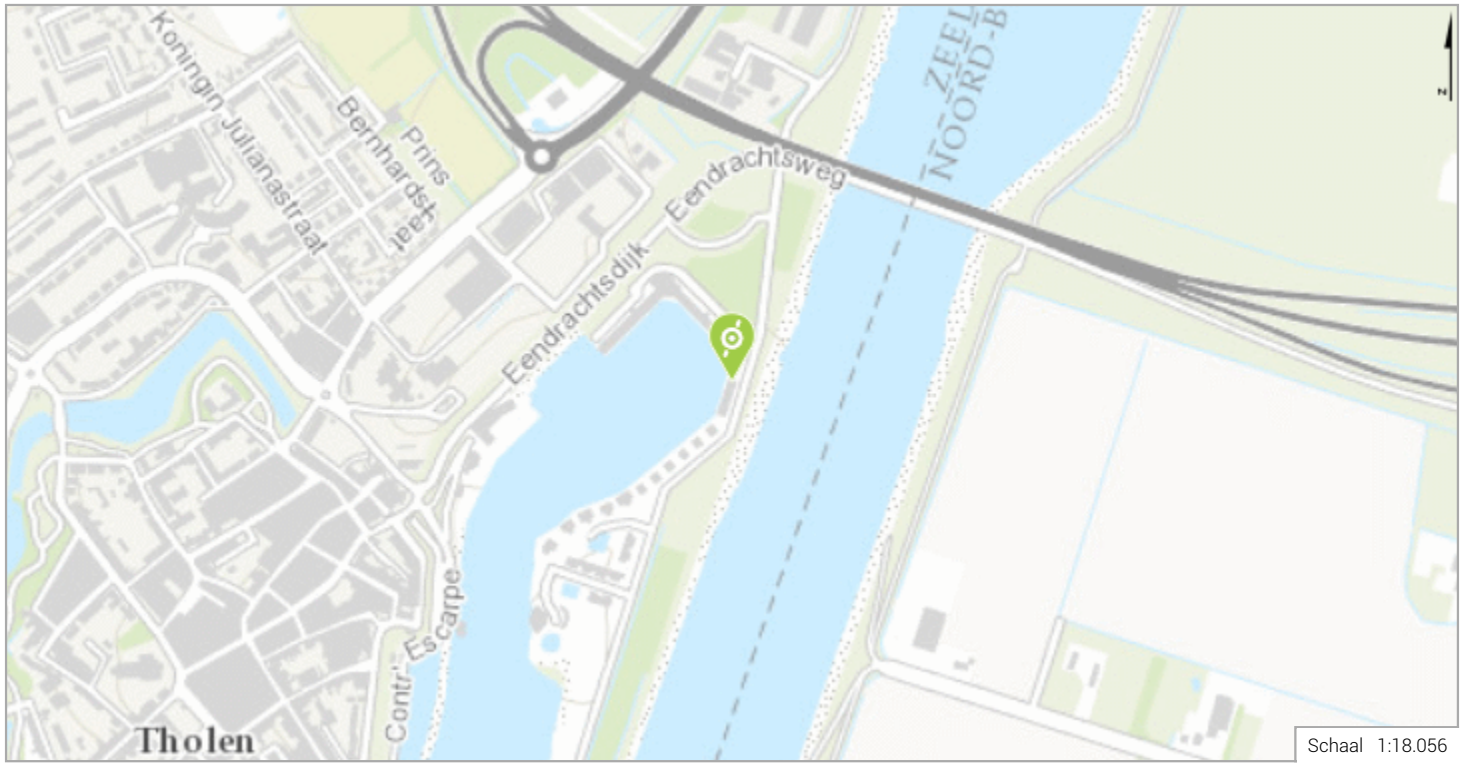 Koningin Julianastraat
Prins
Bernhardstraat
Eendrachtsweg
Eendrachtsdijk
ZEEL
NOORD-B
z
Contr'
Escarpe
Tholen
Schaal 1:18.056